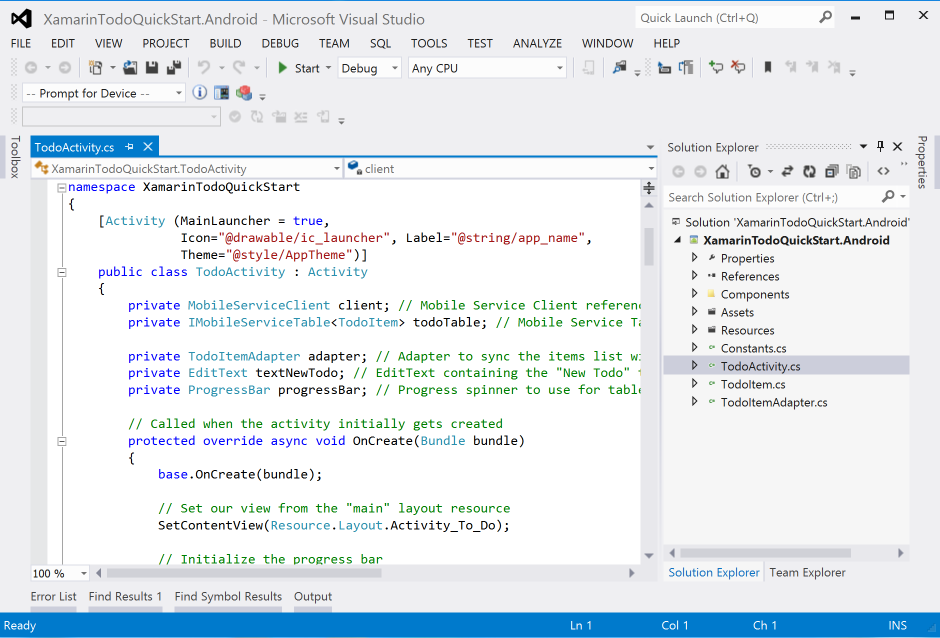 XamarinTodoQuickStart.Android - Microsoft Visual Studio
Quick Launch (Ctrl+Q)
FILE EDIT VIEW PROJECT BUILD DEBUG TEAM SQL TOOLS TEST ANALYZE WINDOW HELP
Start Debug Any CPU
-- Prompt for Device --
Toolbox
TodoActivity.cs
XamarinTodoQuickStart.TodoActivity client
namespace XamarinTodoQuickStart
{
[Activity (MainLauncher = true,
Icon="@drawable/ic_launcher", Label="@string/app_name",
Theme="@style/AppTheme")]
public class TodoActivity : Activity
{
private MobileServiceClient client; // Mobile Service Client referenc
private IMobileServiceTable<TodoItem> todoTable; // Mobile Service Ta
private TodoItemAdapter adapter; // Adapter to sync the items list wi
private EditText textNewTodo; // EditText containing the "New Todo" t
private ProgressBar progressBar; // Progress spinner to use for table
// Called when the activity initially gets created
protected override async void OnCreate(Bundle bundle)
{
base.OnCreate(bundle);
// Set our view from the "main" layout resource
SetContentView(Resource.Layout.Activity_To_Do);
// Initialize the progress bar
100 %
Solution Explorer
Search Solution Explorer (Ctrl+;)
Solution 'XamarinTodoQuickStart.Android'
XamarinTodoQuickStart.Android
Properties
References
Components
Assets
Resources
Constants.cs
TodoActivity.cs
TodoItem.cs
TodoItemAdapter.cs
Solution Explorer Team Explorer
Properties
Error List Find Results 1 Find Symbol Results Output
Ready Ln 1 Col 1 Ch 1 INS